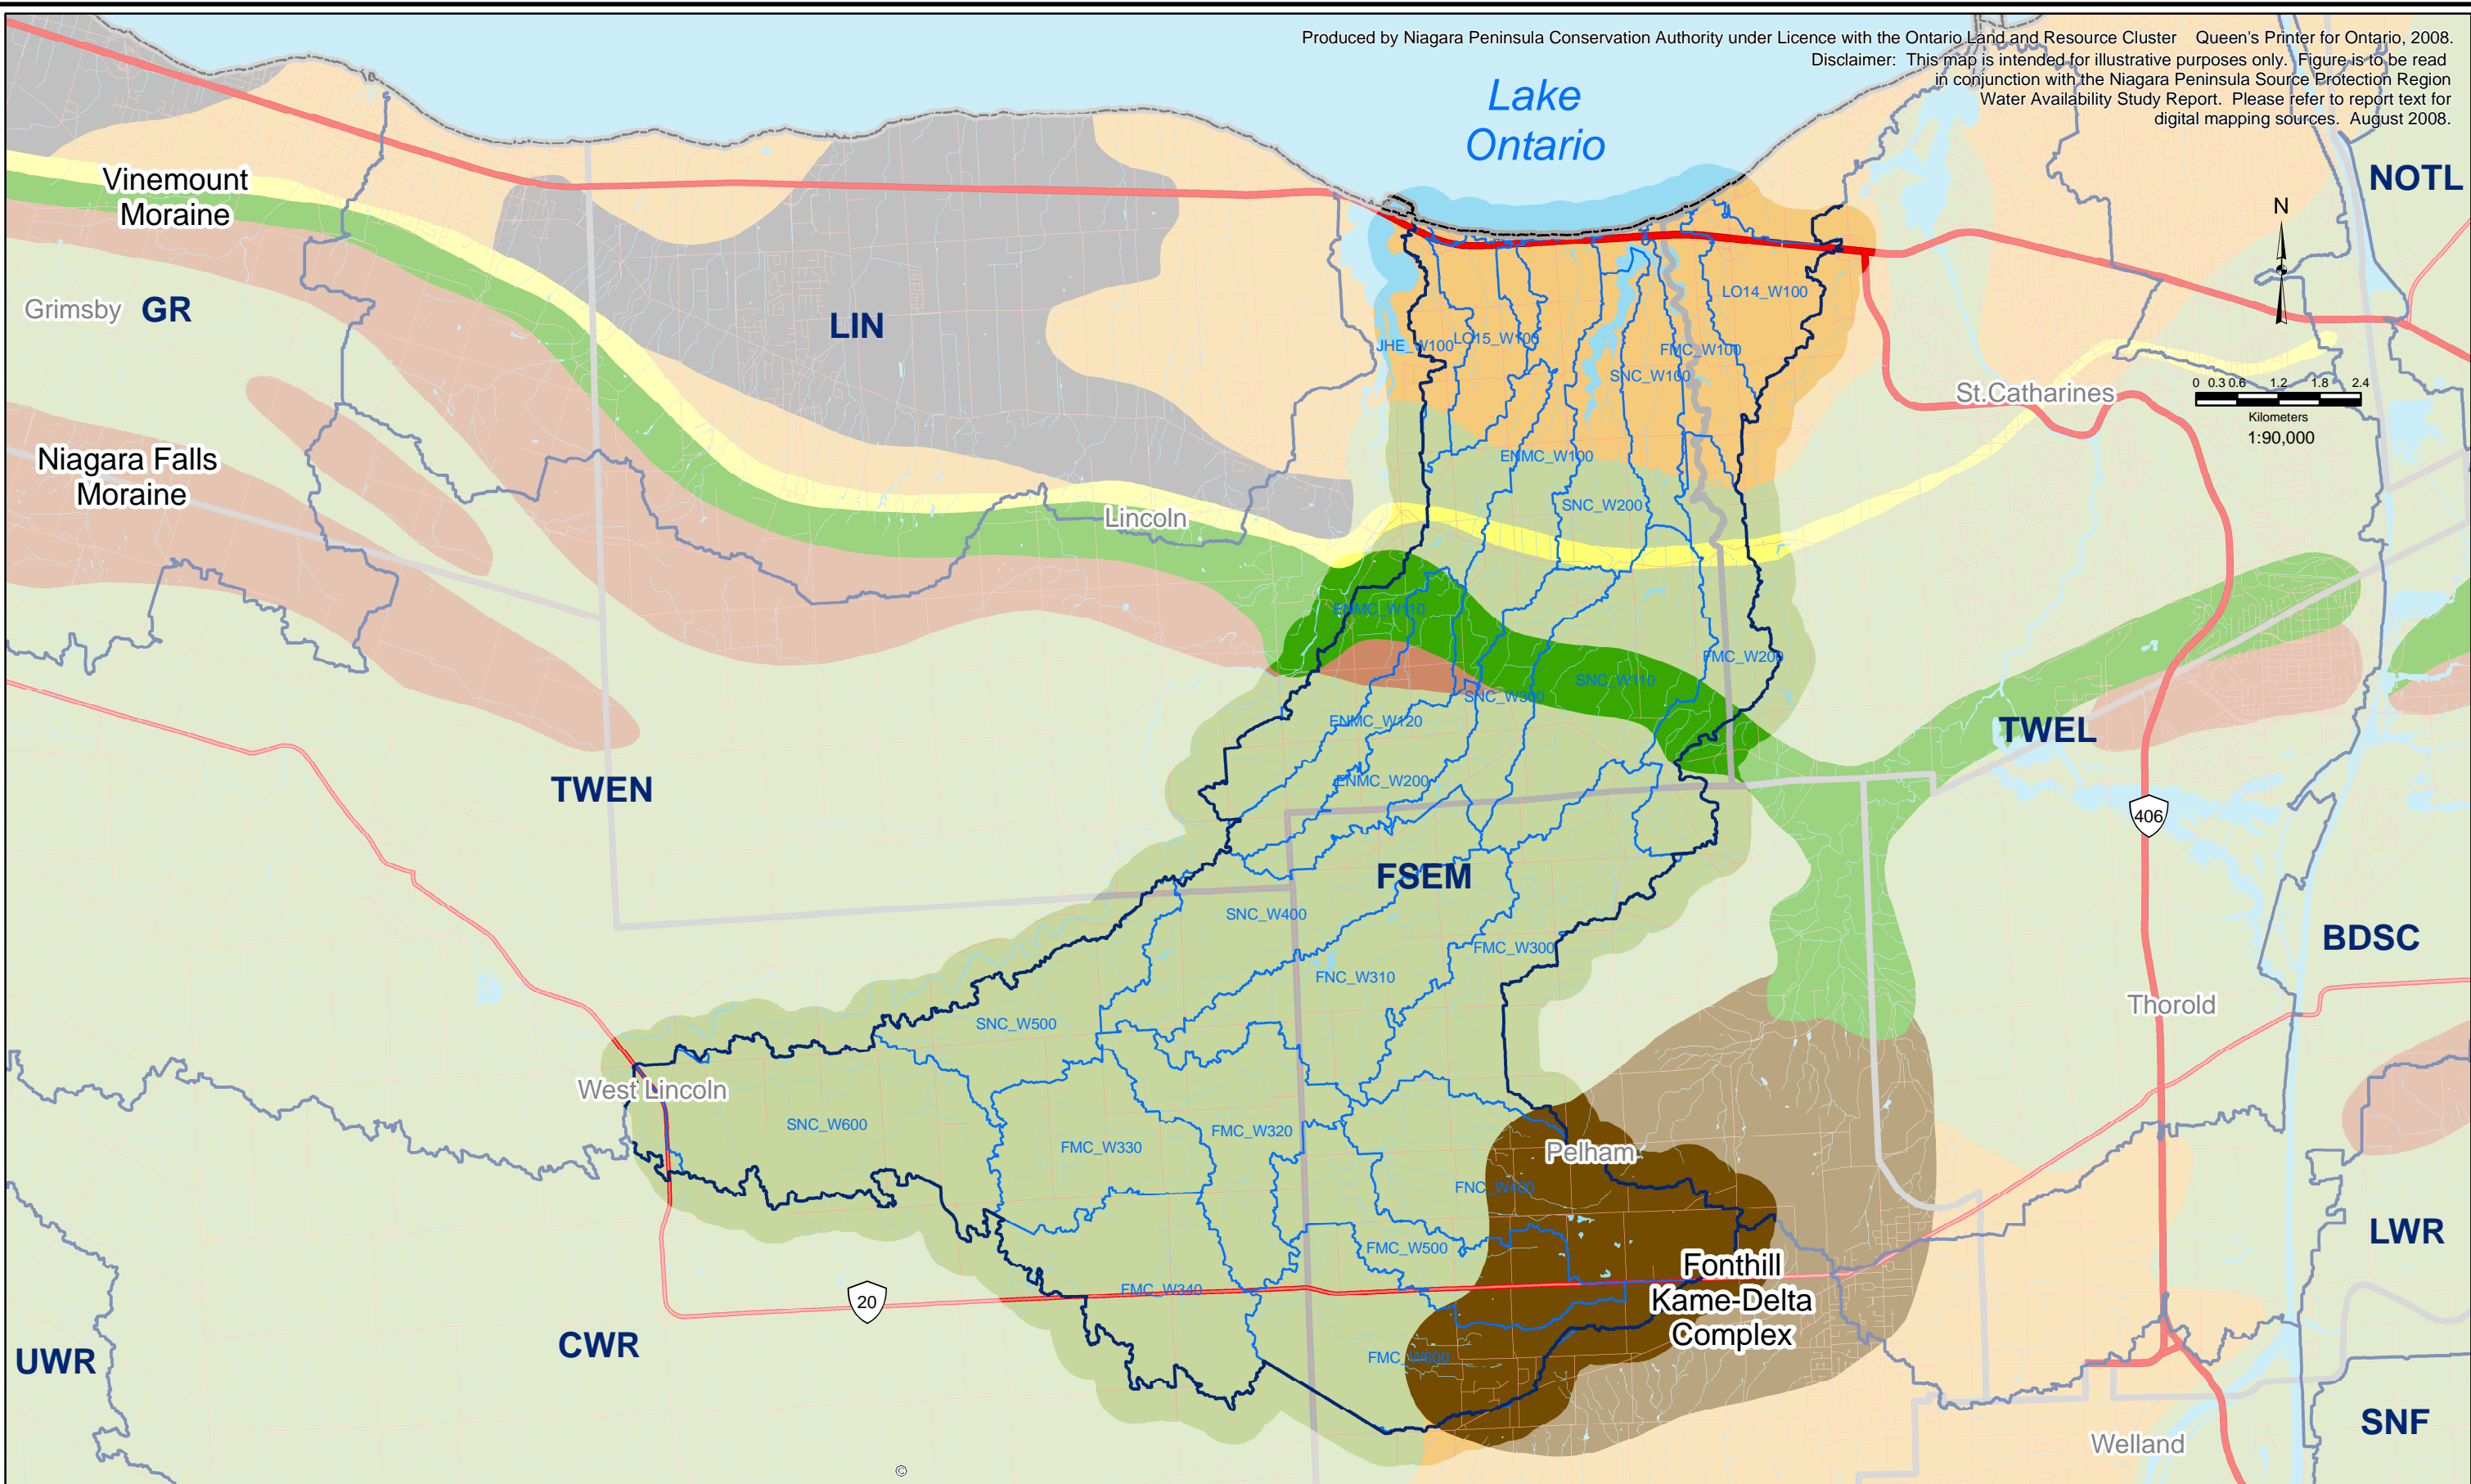 Produced by Niagara Peninsula Conservation Authority under Licence with the Ontario Land and Resource Cluster Queen's Printer for Ontario, 2008.
Disclaimer: This map is intended for illustrative purposes only. Figure is to be read
in conjunction with the Niagara Peninsula Source Protection Region
Water Availability Study Report. Please refer to report text for
digital mapping sources. August 2008.
Lake
Ontario
Vinemount
Moraine
NOTL
N
Grimsby
GR
LIN
LO14_W100
JHE_W100
LO15_W100
FMC_W100
SNC_W100
St.Catharines
0 0.3 0.6 1.2 1.8 2.4
Kilometers
1:90,000
Niagara Falls
Moraine
ENMC_W100
SNC_W200
Lincoln
ENMC_W110
FMC_W200
SNC_W110
SNC_W300
ENMC_W120
TWEL
TWEN
ENMC_W200
406
FSEM
SNC_W400
BDSC
FMC_W300
FNC_W310
Thorold
SNC_W500
West Lincoln
SNC_W600
FMC_W320
FMC_W330
Pelham
FNC_W400
LWR
FMC_W500
Fonthill
Kame-Delta
Complex
FMC_W340
20
CWR
UWR
FMC_W600
SNF
Welland
©